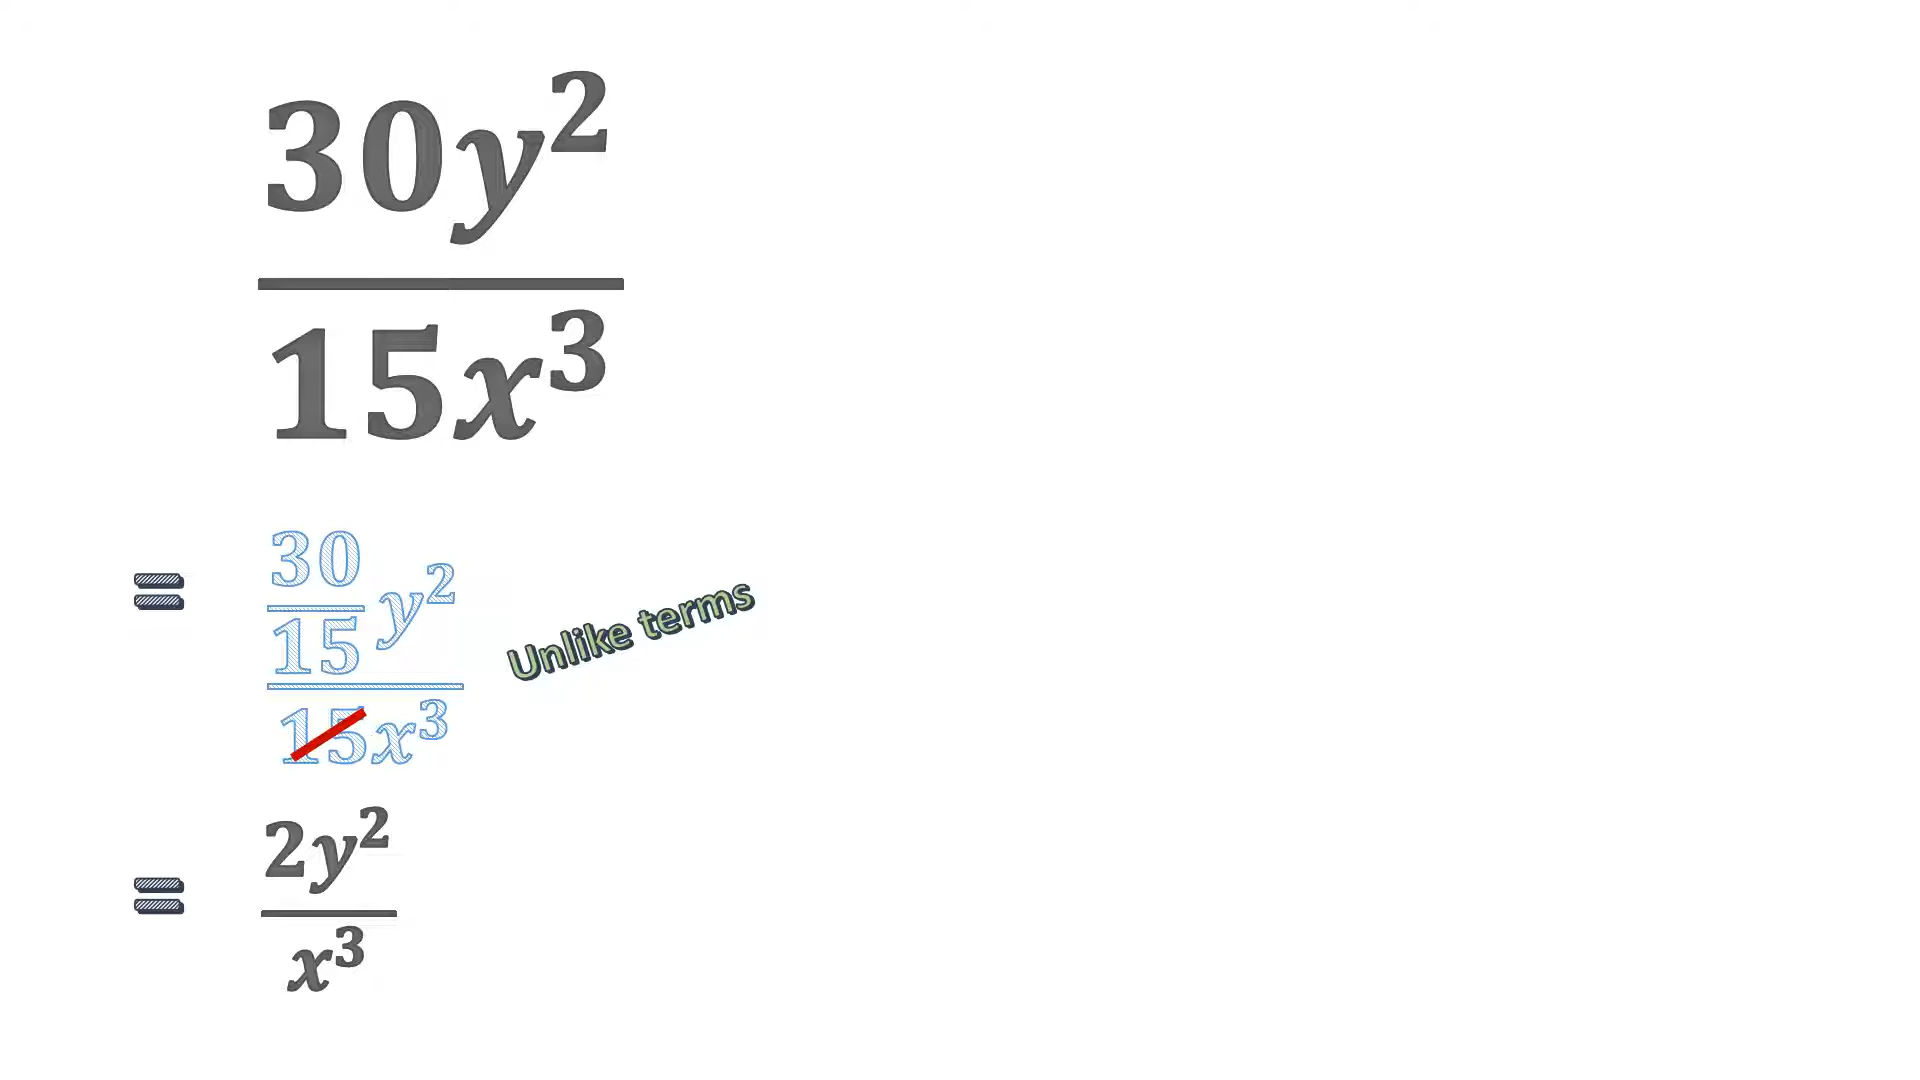 30y²
15x³
= 30
15 y²
Unlike terms
15x³
= 2y²
x³